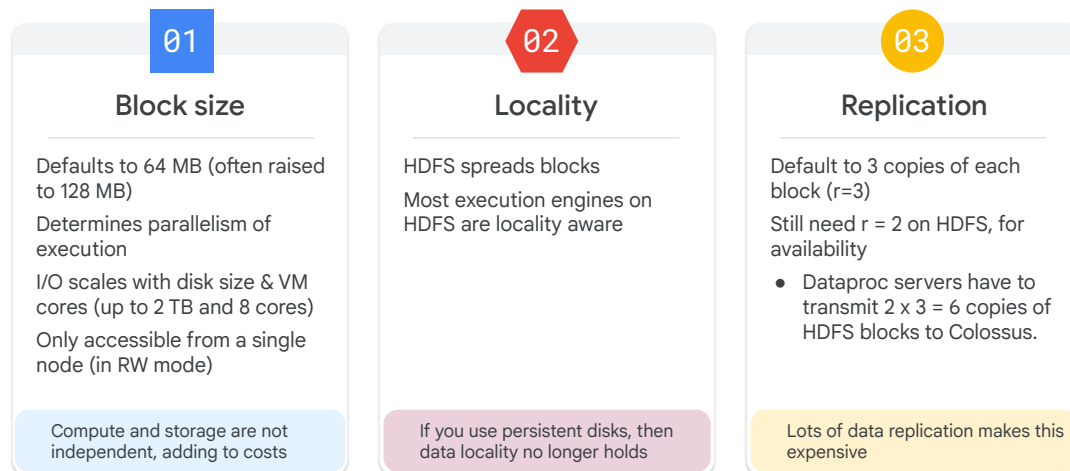 01
Block size
Defaults to 64 MB (often raised
to 128 MB)
Determines parallelism of
execution
I/O scales with disk size & VM
cores (up to 2 TB and 8 cores)
Only accessible from a single
node (in RW mode)
Compute and storage are not
independent, adding to costs
02
Locality
HDFS spreads blocks
Most execution engines on
HDFS are locality aware
If you use persistent disks, then
data locality no longer holds
03
Replication
Default to 3 copies of each
block (r=3)
Still need r = 2 on HDFS, for
availability
● Dataproc servers have to
transmit 2 x 3 = 6 copies of
HDFS blocks to Colossus.
Lots of data replication makes this
expensive